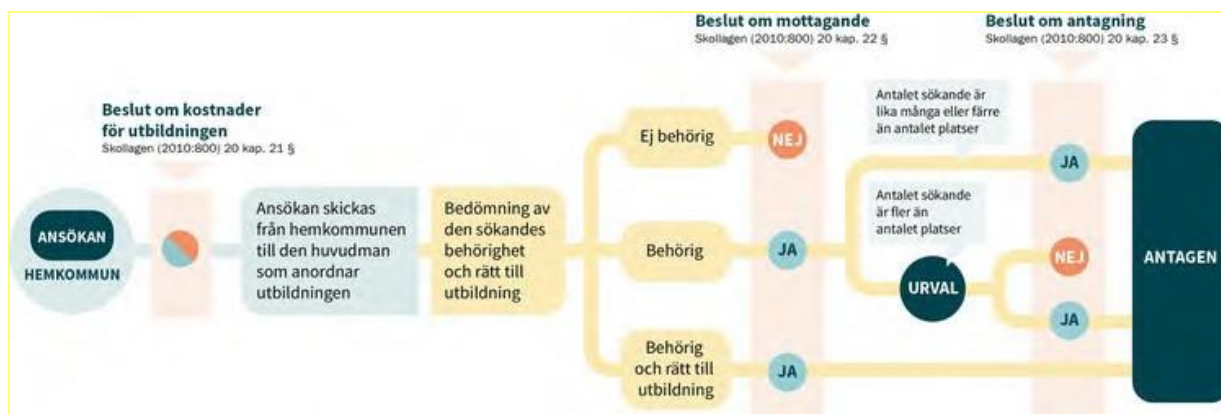 Beslut om kostnader
för utbildningen
Skollagen (2010:800) 20 kap. 21 §
Beslut om mottagande
Skollagen (2010:800) 20 kap. 22 §
Beslut om antagning
Skollagen (2010:800) 20 kap. 23 §
ANSÖKAN
HEMKOMMUN
Ansökan skickas
från hemkommunen
till den huvudman
som anordnar
utbildningen
Bedömning av
den sökandes
behörighet
och rätt till
utbildning
Ej behörig
NEJ
Behörig
JA
Behörig
och rätt till
utbildning
JA
Antalet sökande är
lika många eller färre
än antalet platser
JA
Antalet sökande
är fler än
antalet platser
URVAL
NEJ
JA
ANTAGEN